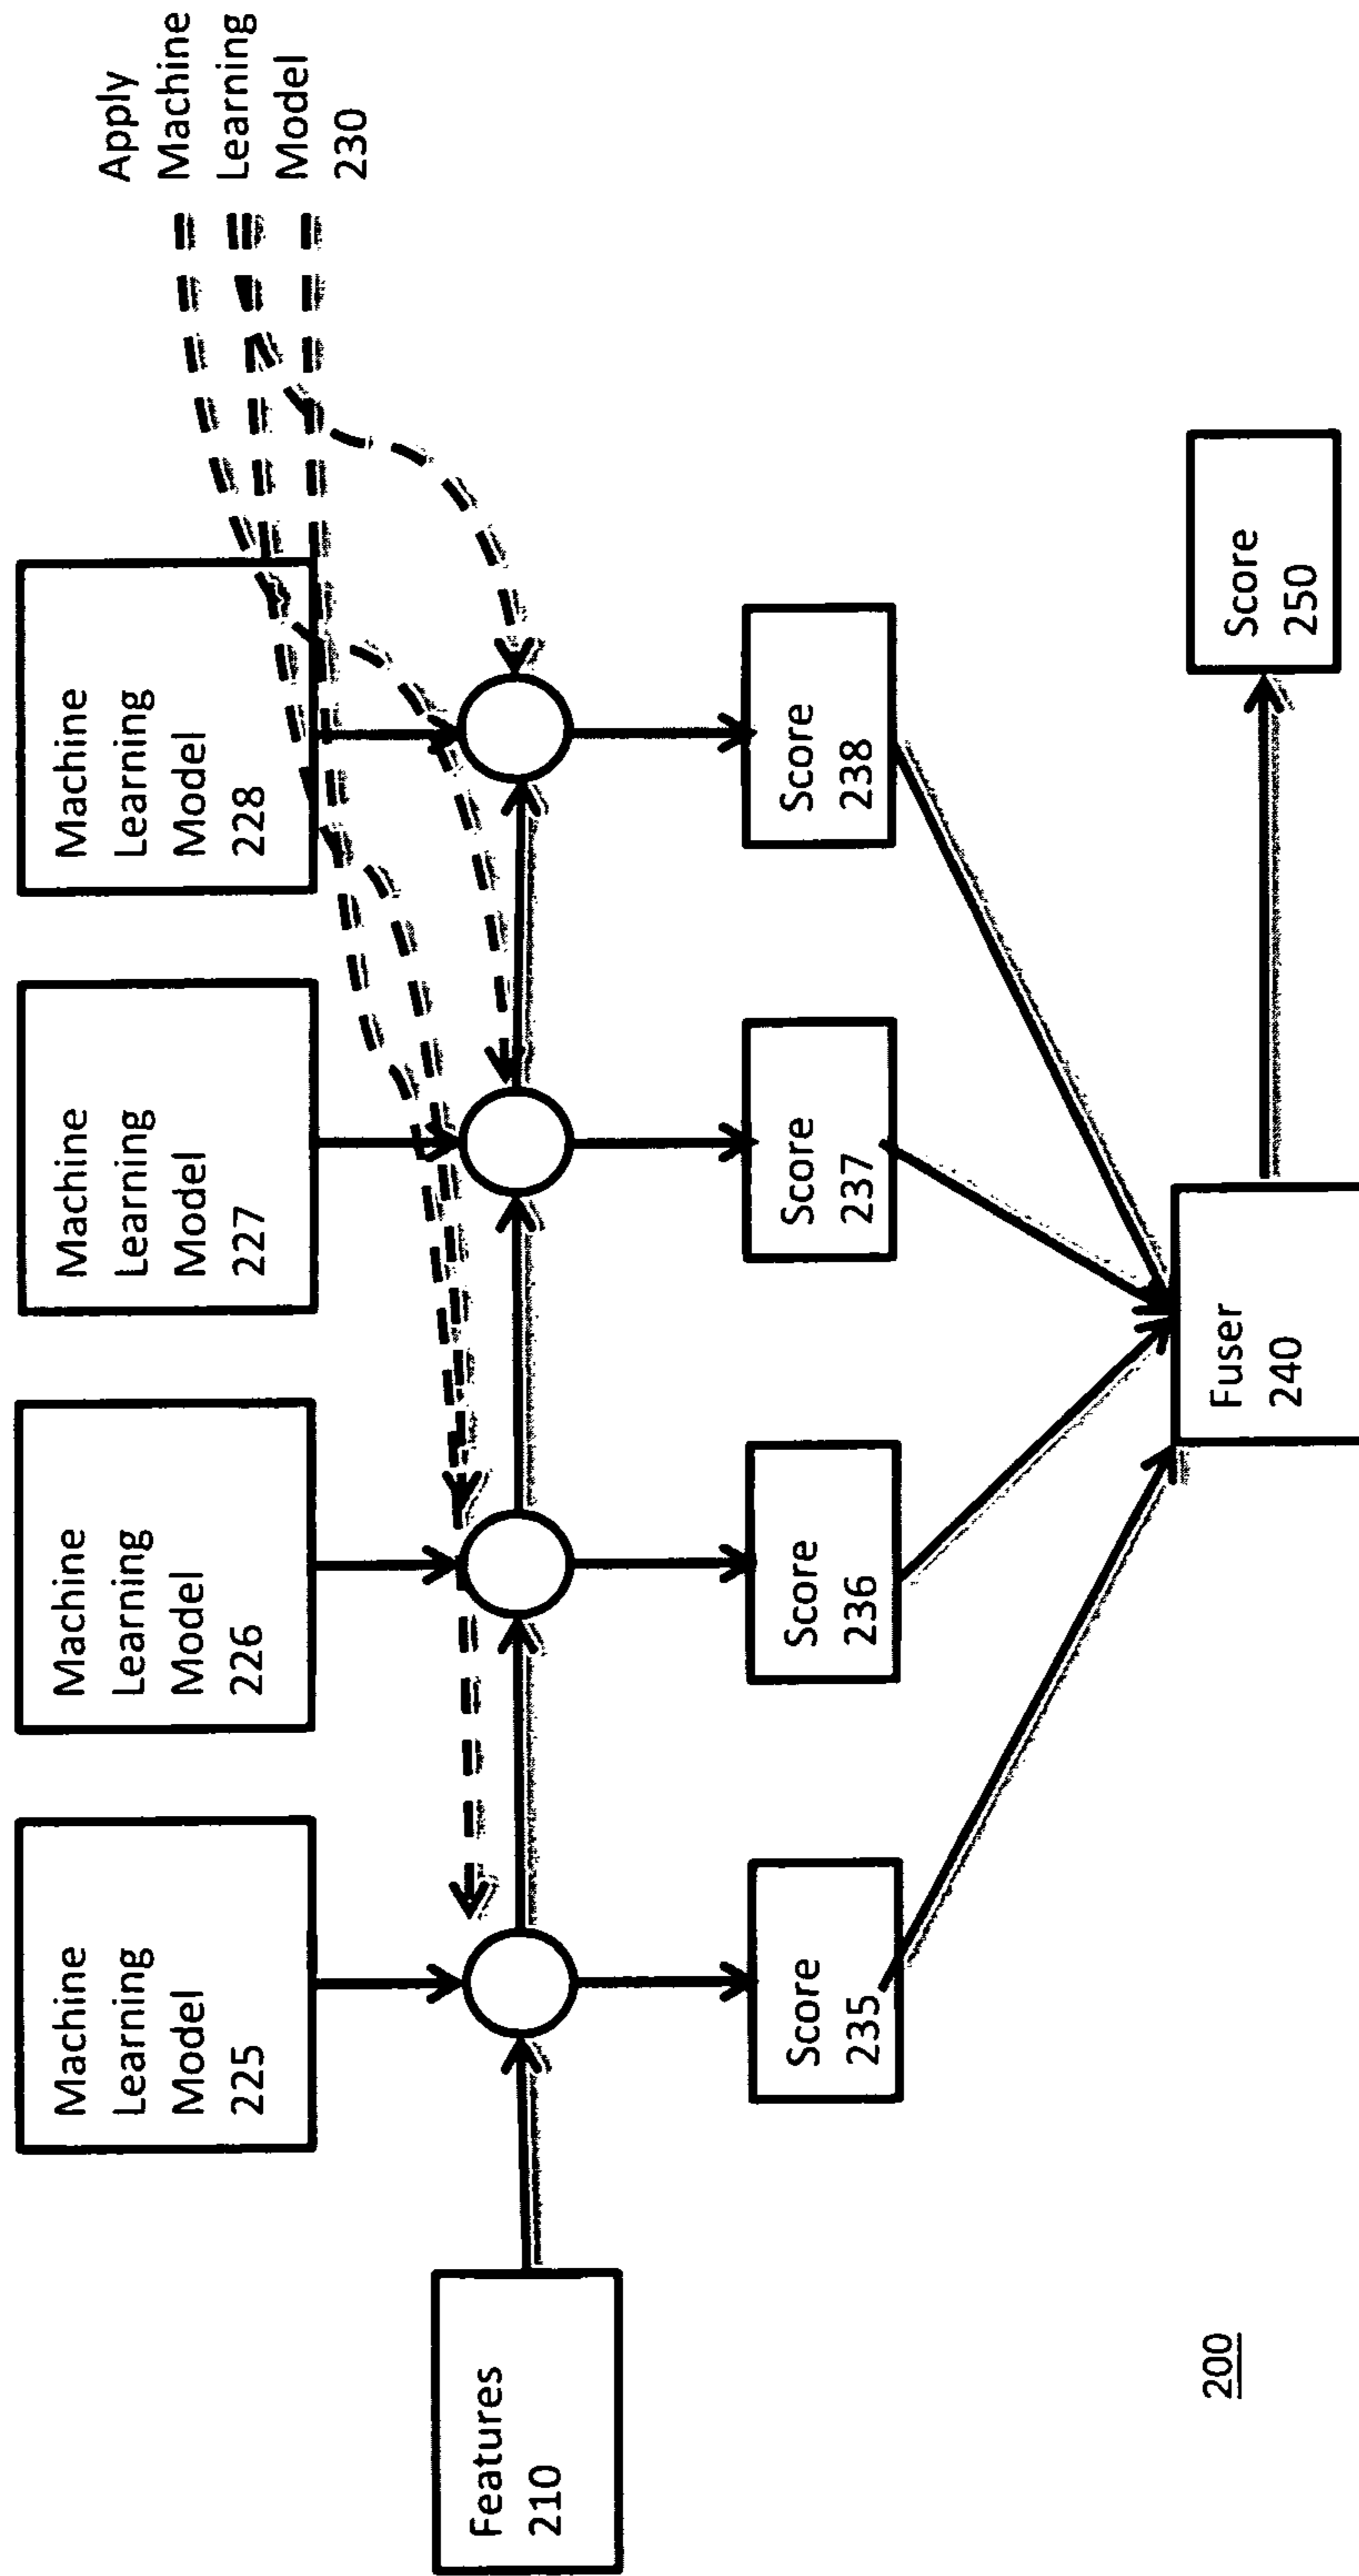 Machine
Learning
Model
225
Machine
Learning
Model
226
Machine
Learning
Model
227
Machine
Learning
Model
228
Apply
Machine
Learning
Model
230
Features
210
Score
235
Score
236
Score
237
Score
238
Fuser
240
Score
250
200